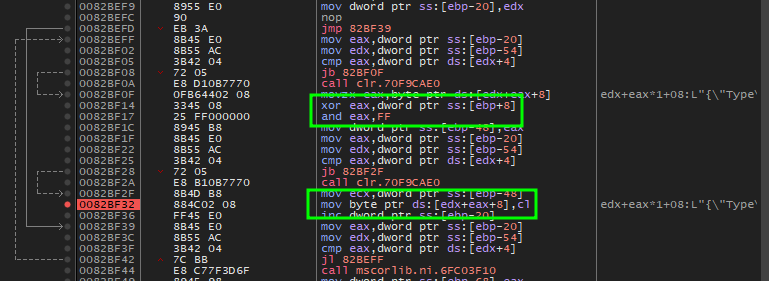 0082BEF9 8955 E0 mov dword ptr ss:[ebp-20],edx
0082BEFC 90 nop
0082BEFD EB 3A jmp 82BF39
0082BEFF 8B45 E0 mov eax,dword ptr ss:[ebp-20]
0082BF02 8B55 AC mov edx,dword ptr ss:[ebp-54]
0082BF05 3B42 04 cmp eax,dword ptr ds:[edx+4]
0082BF08 72 05 jb 82BF0F
0082BF0A E8 D10B7770 call clr.70F9CAE0
0082BF0F 0FB64402 08 movzx eax,byte ptr ds:[edx+eax+8] edx+eax*1+08:L"{\"Type\
0082BF14 3345 08 xor eax,dword ptr ss:[ebp+8]
0082BF17 25 FF000000 and eax,FF
0082BF1C 8945 B8 mov dword ptr ss:[ebp-48],eax
0082BF1F 8B45 E0 mov eax,dword ptr ss:[ebp-20]
0082BF22 8B55 AC mov edx,dword ptr ss:[ebp-54]
0082BF25 3B42 04 cmp eax,dword ptr ds:[edx+4]
0082BF28 72 05 jb 82BF2F
0082BF2A E8 B10B7770 call clr.70F9CAE0
0082BF2F 8B4D B8 mov ecx,dword ptr ss:[ebp-48]
0082BF32 884C02 08 mov byte ptr ds:[edx+eax+8],cl edx+eax*1+08:L"{\"Type\
0082BF36 FF45 E0 inc dword ptr ss:[ebp-20]
0082BF39 8B45 E0 mov eax,dword ptr ss:[ebp-20]
0082BF3C 8B55 AC mov edx,dword ptr ss:[ebp-54]
0082BF3F 3B42 04 cmp eax,dword ptr ds:[edx+4]
0082BF42 7C BB jl 82BEFF
0082BF44 E8 C77F3D6F call mscorlib.ni.6FC03F10